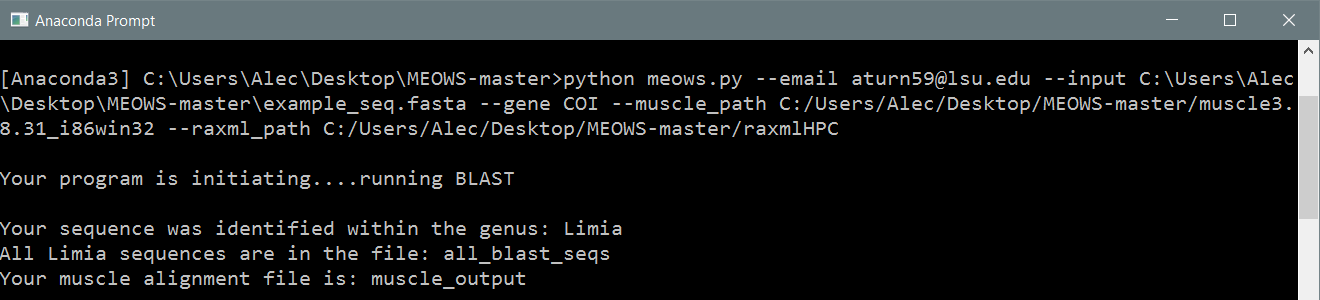 Anaconda Prompt
[Anaconda3] C:\Users\Alec\Desktop\MEOWS-master>python meows.py --email aturn59@lsu.edu --input C:\Users\Alec
\Desktop\MEOWS-master\example_seq.fasta --gene COI --muscle_path C:/Users/Alec/Desktop/MEOWS-master/muscle3.
8.31_i86win32 --raxml_path C:/Users/Alec/Desktop/MEOWS-master/raxmlHPC
Your program is initiating....running BLAST
Your sequence was identified within the genus: Limia
All Limia sequences are in the file: all_blast_seqs
Your muscle alignment file is: muscle_output